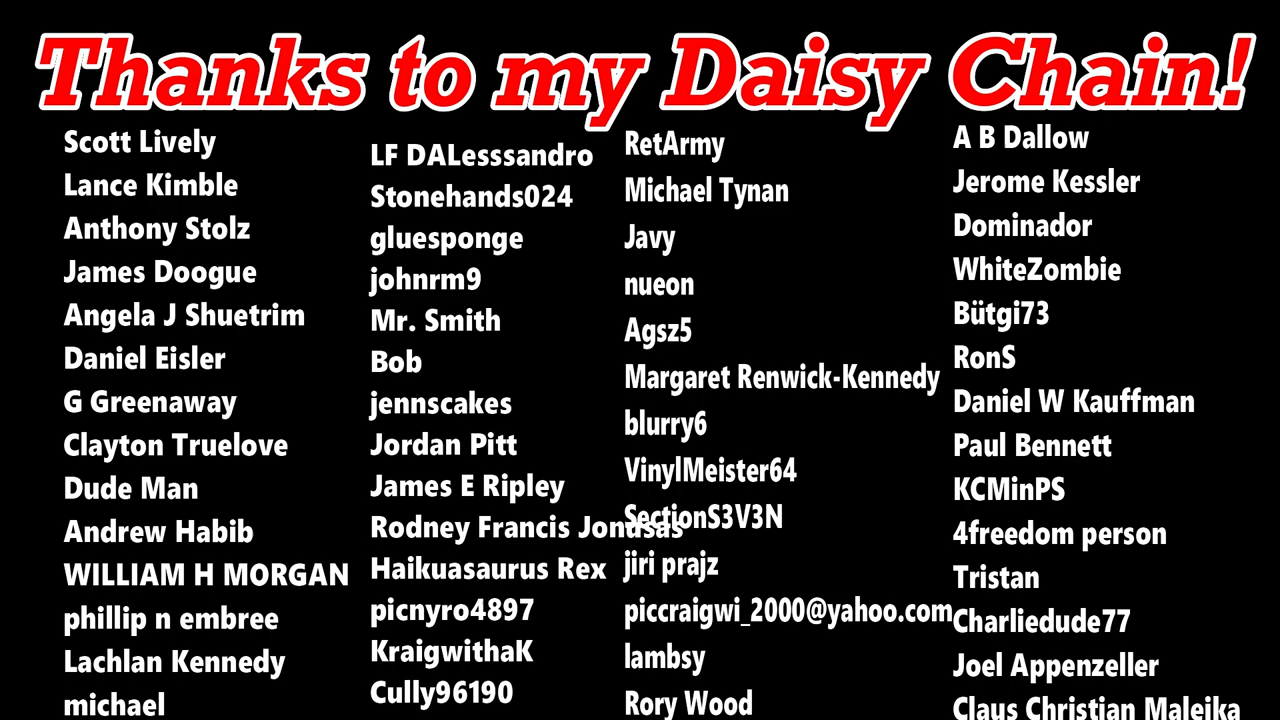 Thanks to my Daisy Chain!
Scott Lively
Lance Kimble
Anthony Stolz
James Doogue
Angela J Shuetrim
Daniel Eisler
G Greenaway
Clayton Truelove
Dude Man
Andrew Habib
WILLIAM H MORGAN
phillip n embree
Lachlan Kennedy
michael
LF DALesssandro
Stonehands024
gluesponge
johnrm9
Mr. Smith
Bob
jennscakes
Jordan Pitt
James E Ripley
Rodney Francis
Haikuasaurus Rex
picnyro4897
KraigwithaK
Cully96190
RetArmy
Michael Tynan
Javy
nueon
Agsz5
Margaret Renwick-Kennedy
blurry6
VinylMeister64
SectionS3V3N
jiri prajz
piccraigwi_2000@yahoo.com
lambsy
Rory Wood
A B Dallow
Jerome Kessler
Dominador
WhiteZombie
Bütgi73
RonS
Daniel W Kauffman
Paul Bennett
KCMinPS
4freedom person
Tristan
Charliedude77
Joel Appenzeller
Claus Christian Malejka